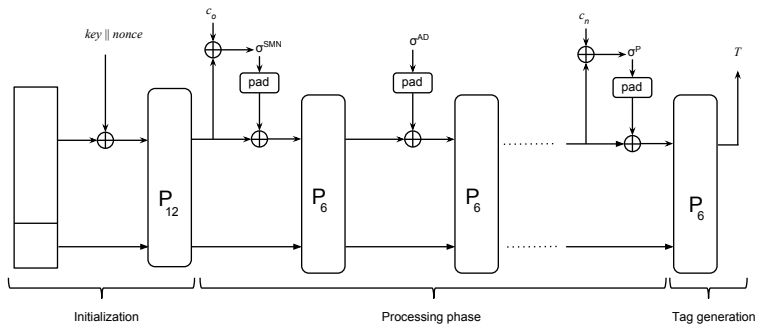 c_o
c_n
key || nonce
σ^SMN
σ^AD
σ^P
T
pad
pad
pad
P_12
P_6
P_6
P_6
Initialization
Processing phase
Tag generation